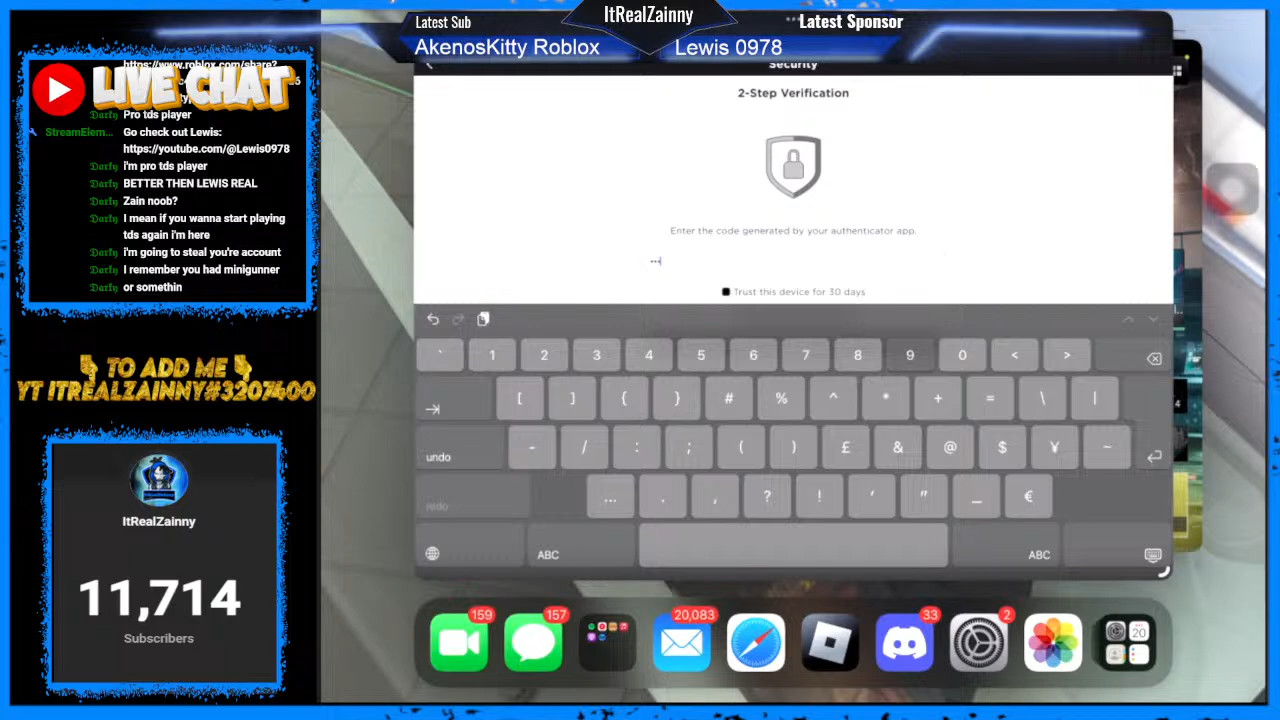 Latest Sub
ItRealZainny
Latest Sponsor
AkenosKitty Roblox
Lewis 0978
https://www.roblox.com/share?
LIVE CHAT
Darfy Pro tds player
StreamElem... Go check out Lewis:
https://youtube.com/@Lewis0978
Darfy i'm pro tds player
Darfy BETTER THEN LEWIS REAL
Darfy Zain noob?
Darfy I mean if you wanna start playing
tds again i'm here
Darfy i'm going to steal you're account
Darfy I remember you had minigunner
Darfy or somethin
TO ADD ME
YT ITREALZAINNY#3207400
ItRealZainny
11,714
Subscribers
Security
2-Step Verification
Enter the code generated by your authenticator app.
Trust this device for 30 days
` 1 2 3 4 5 6 7 8 9 0 < >
[ ] { } # % ^ * + = \ |
undo - / : ; ( ) £ & @ $ ¥ ~
redo ... . , ? ! ' " _ €
ABC ABC
159 157 20,083 33 2
20